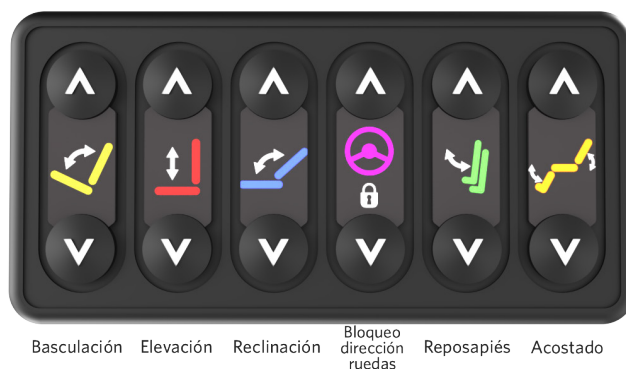 Basculación
Elevación
Reclinación
Bloqueo
dirección
ruedas
Reposapiés
Acostado